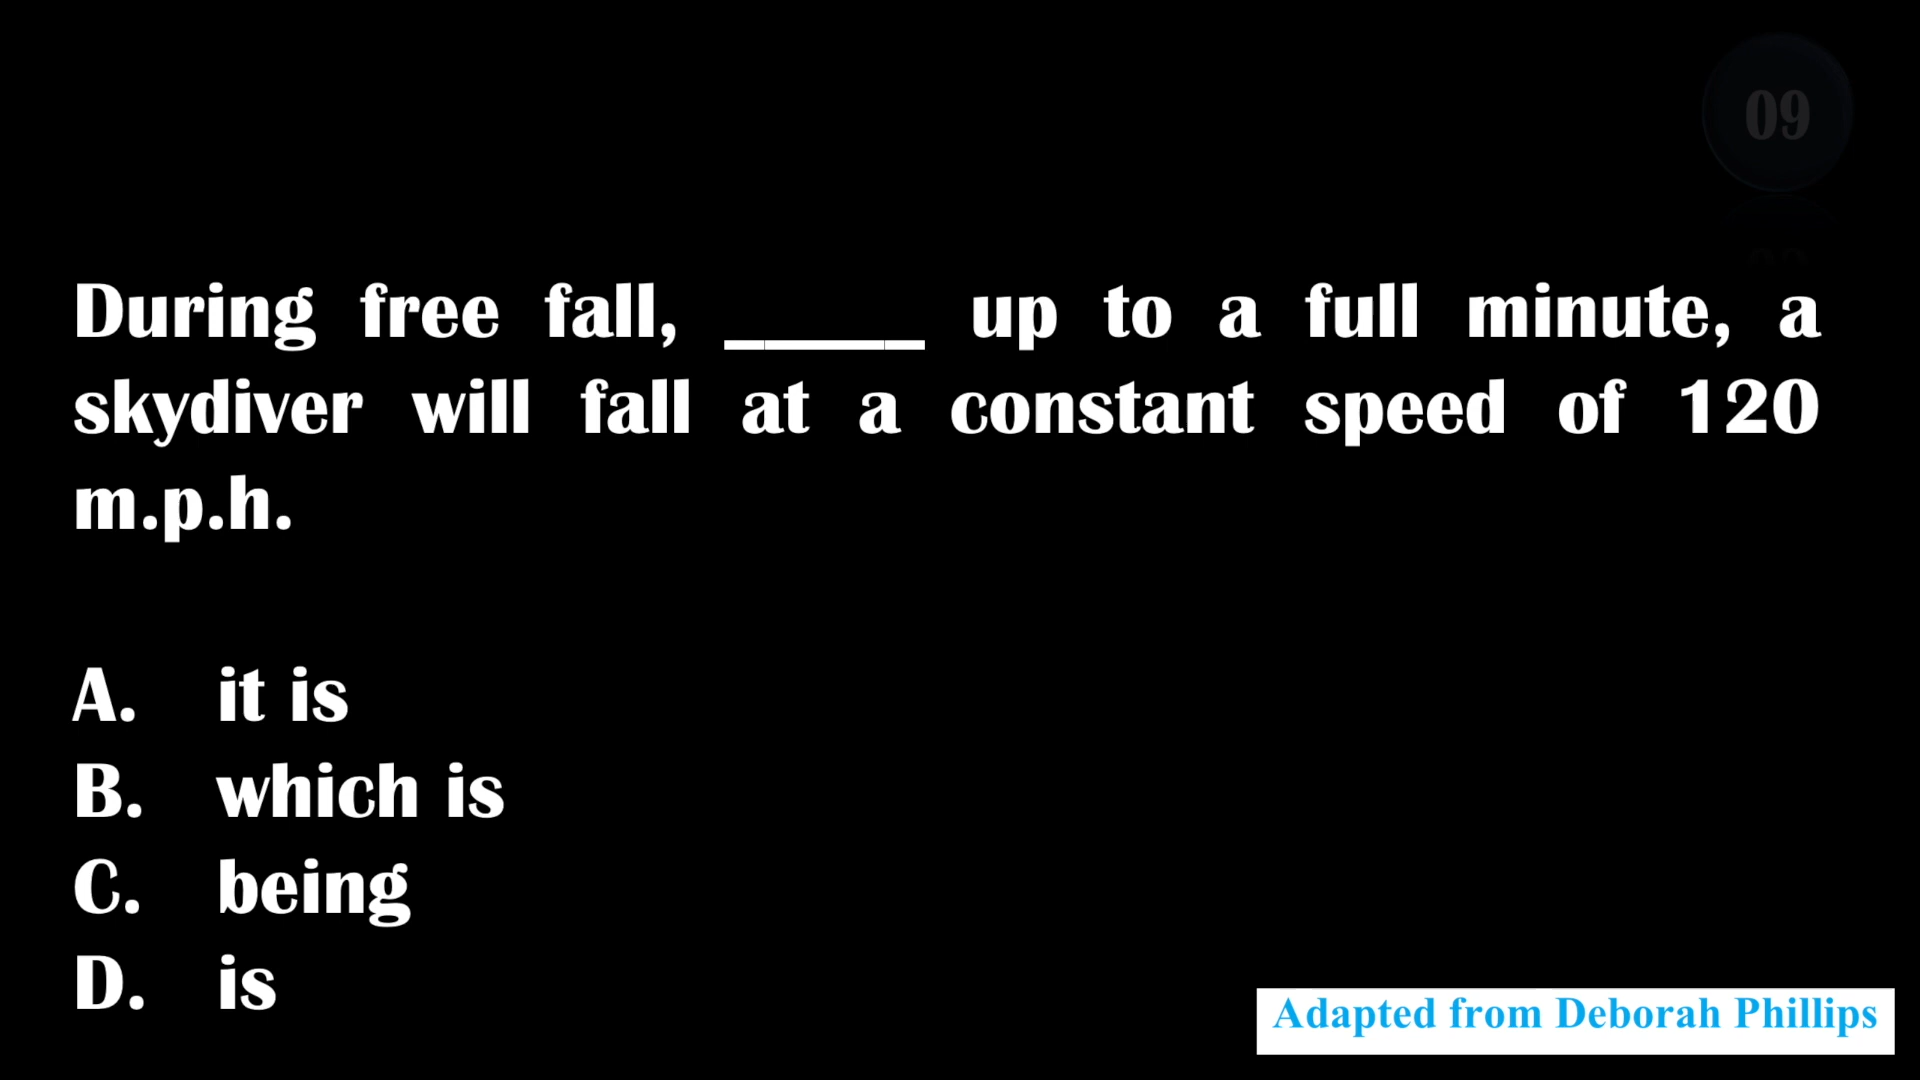 09
During free fall, _____ up to a full minute, a
skydiver will fall at a constant speed of 120
m.p.h.
A. it is
B. which is
C. being
D. is
Adapted from Deborah Phillips